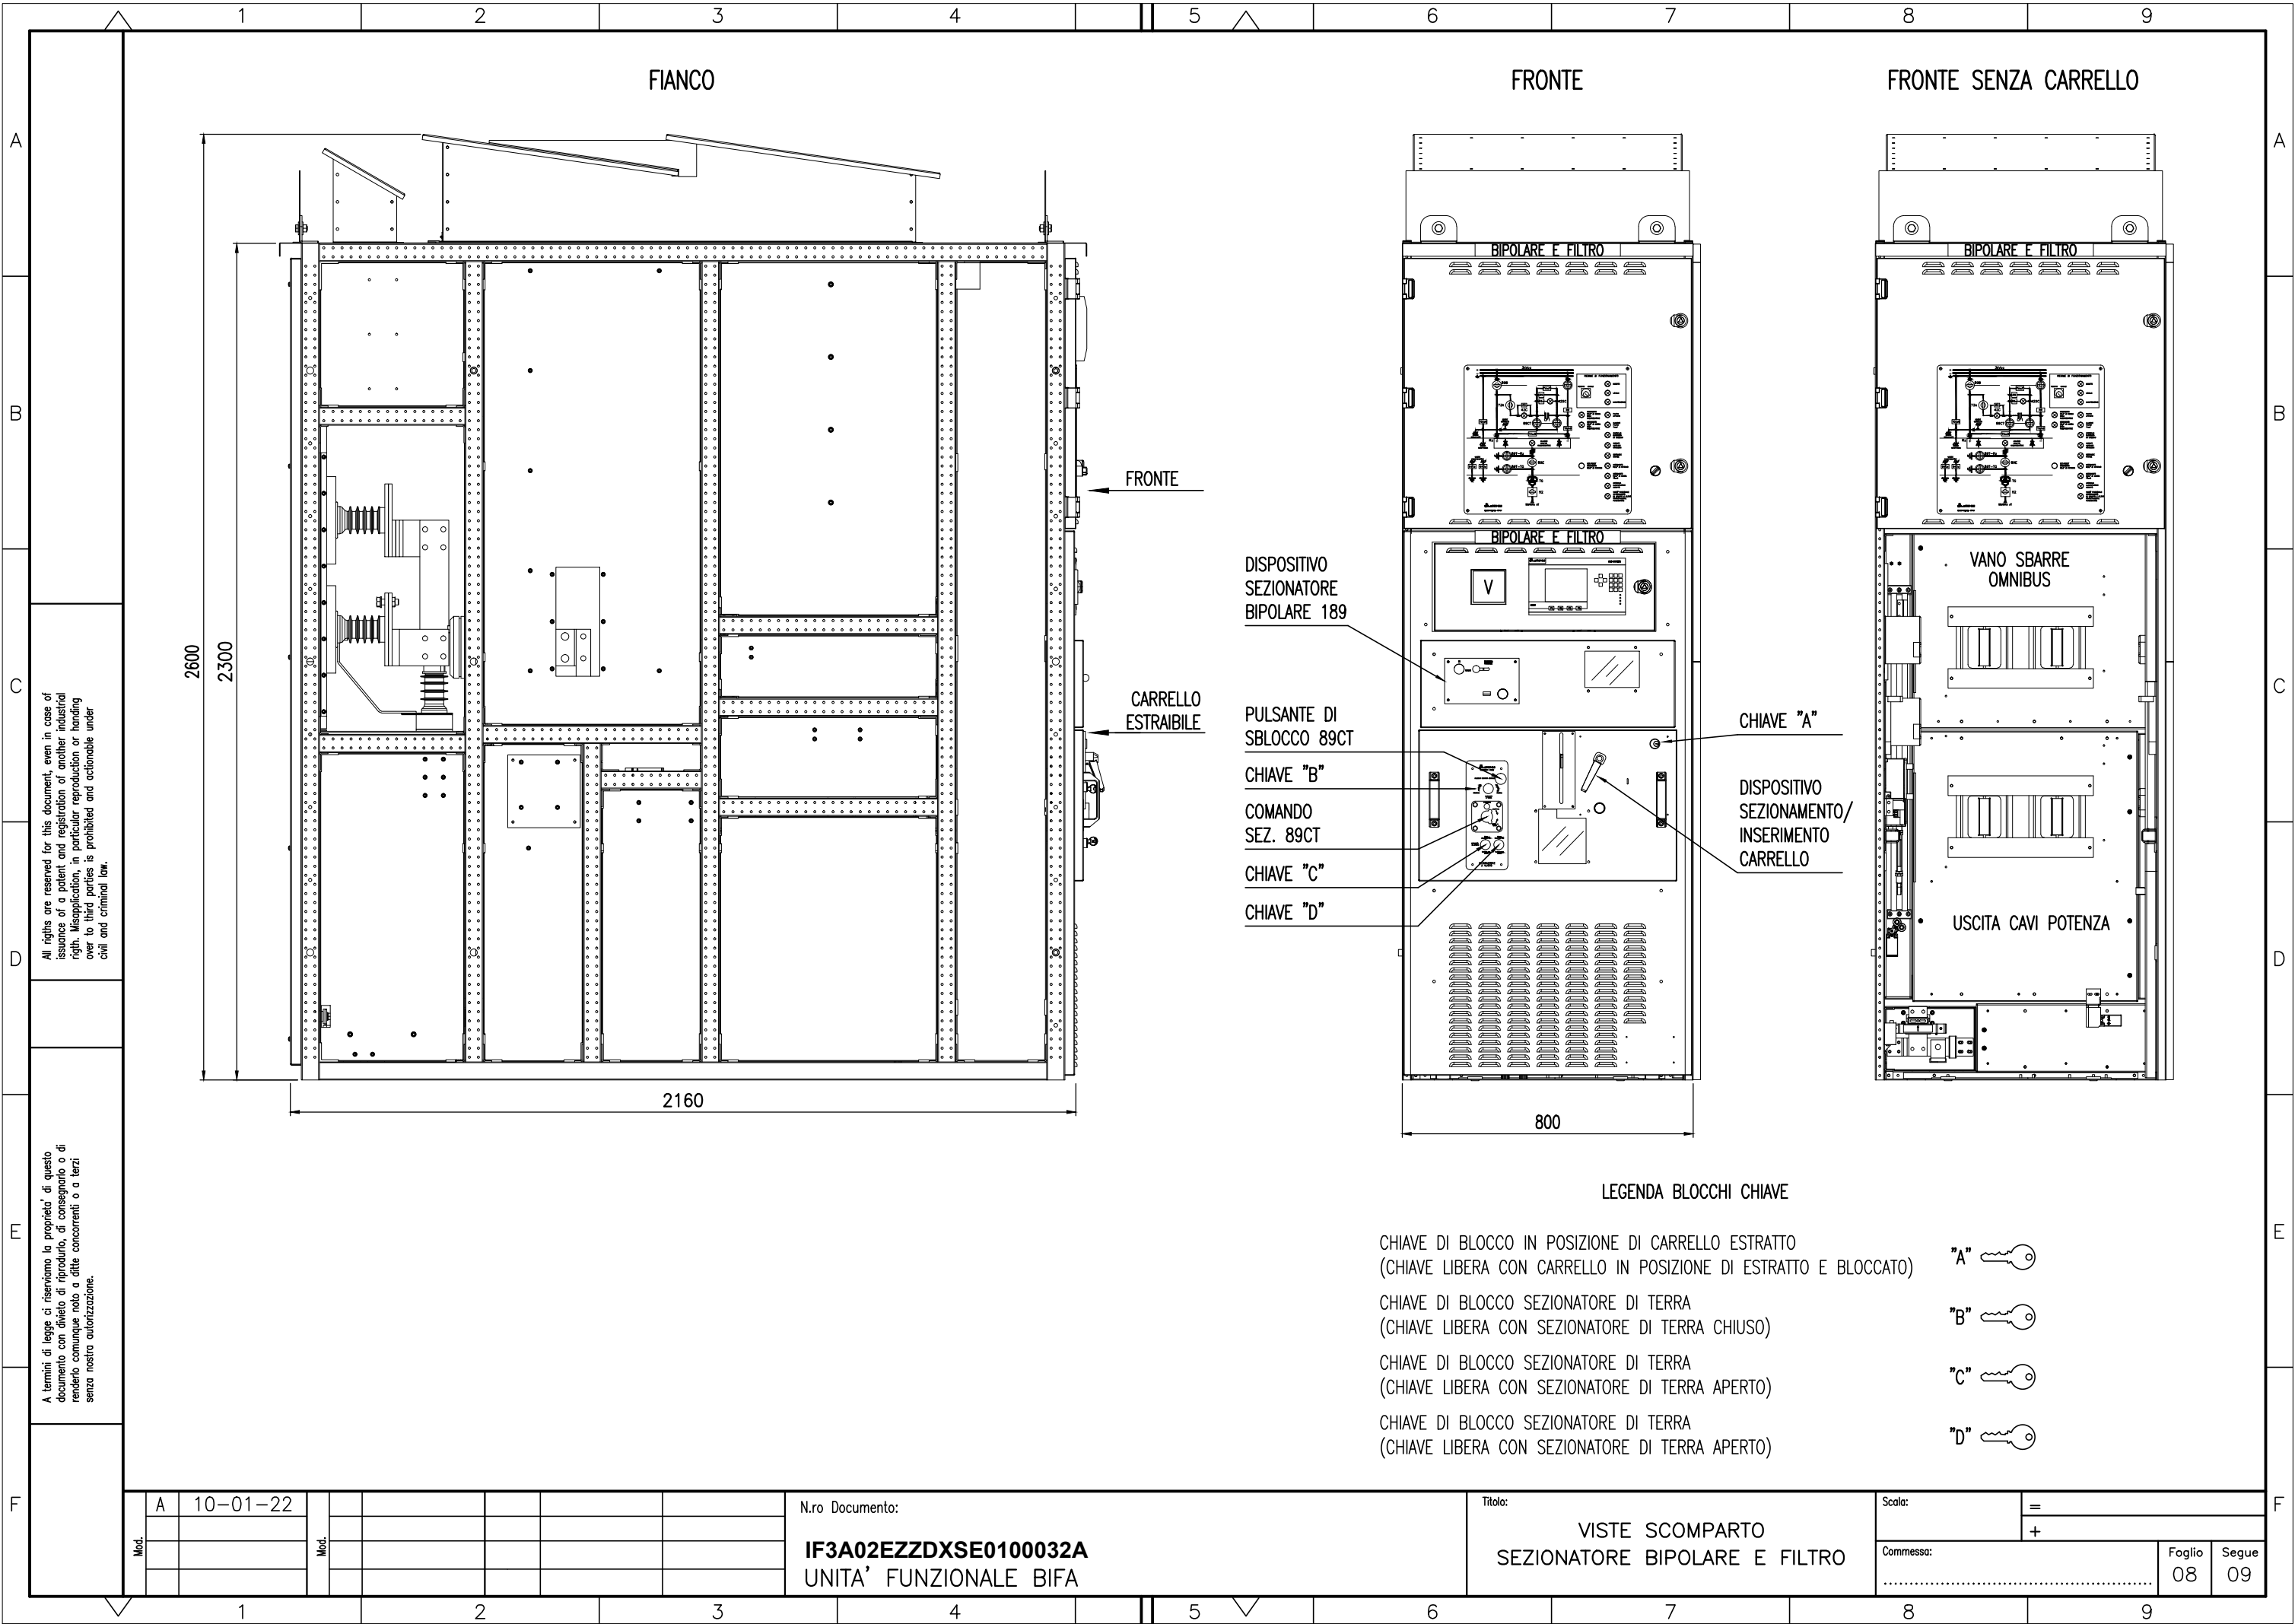 1 2 3 4 5 6 7 8 9
A
B
C
D
E
F
FIANCO
FRONTE
FRONTE SENZA CARRELLO
2600
2300
2160
FRONTE
CARRELLO
ESTRAIBILE
BIPOLARE E FILTRO
BIPOLARE E FILTRO
V
DISPOSITIVO
SEZIONATORE
BIPOLARE 189
PULSANTE DI
SBLOCCO 89CT
CHIAVE "B"
COMANDO
SEZ. 89CT
CHIAVE "C"
CHIAVE "D"
CHIAVE "A"
DISPOSITIVO
SEZIONAMENTO/
INSERIMENTO
CARRELLO
800
BIPOLARE E FILTRO
VANO SBARRE
OMNIBUS
USCITA CAVI POTENZA
LEGENDA BLOCCHI CHIAVE
CHIAVE DI BLOCCO IN POSIZIONE DI CARRELLO ESTRATTO
(CHIAVE LIBERA CON CARRELLO IN POSIZIONE DI ESTRATTO E BLOCCATO)
"A"
CHIAVE DI BLOCCO SEZIONATORE DI TERRA
(CHIAVE LIBERA CON SEZIONATORE DI TERRA CHIUSO)
"B"
CHIAVE DI BLOCCO SEZIONATORE DI TERRA
(CHIAVE LIBERA CON SEZIONATORE DI TERRA APERTO)
"C"
CHIAVE DI BLOCCO SEZIONATORE DI TERRA
(CHIAVE LIBERA CON SEZIONATORE DI TERRA APERTO)
"D"
All rigths are reserved for this document, even in case of
issuance of a patent and registration of another industrial
rigth. Misapplication, in particular reproduction or handing
over to third parties is prohibited and actionable under
civil and criminal law.
A termini di legge ci riserviamo la proprieta' di questo
documento con divieto di riprodurlo, di consegnarlo o di
renderlo comunque noto a ditte concorrenti o a terzi
senza nostra autorizzazione.
Mod.
A 10-01-22
Mod.
N.ro Documento:
IF3A02EZZDXSE0100032A
UNITA' FUNZIONALE BIFA
Titolo:
VISTE SCOMPARTO
SEZIONATORE BIPOLARE E FILTRO
Scala:
=
+
Commessa:
Foglio
08
Segue
09
A
B
C
D
E
F
1 2 3 4 5 6 7 8 9